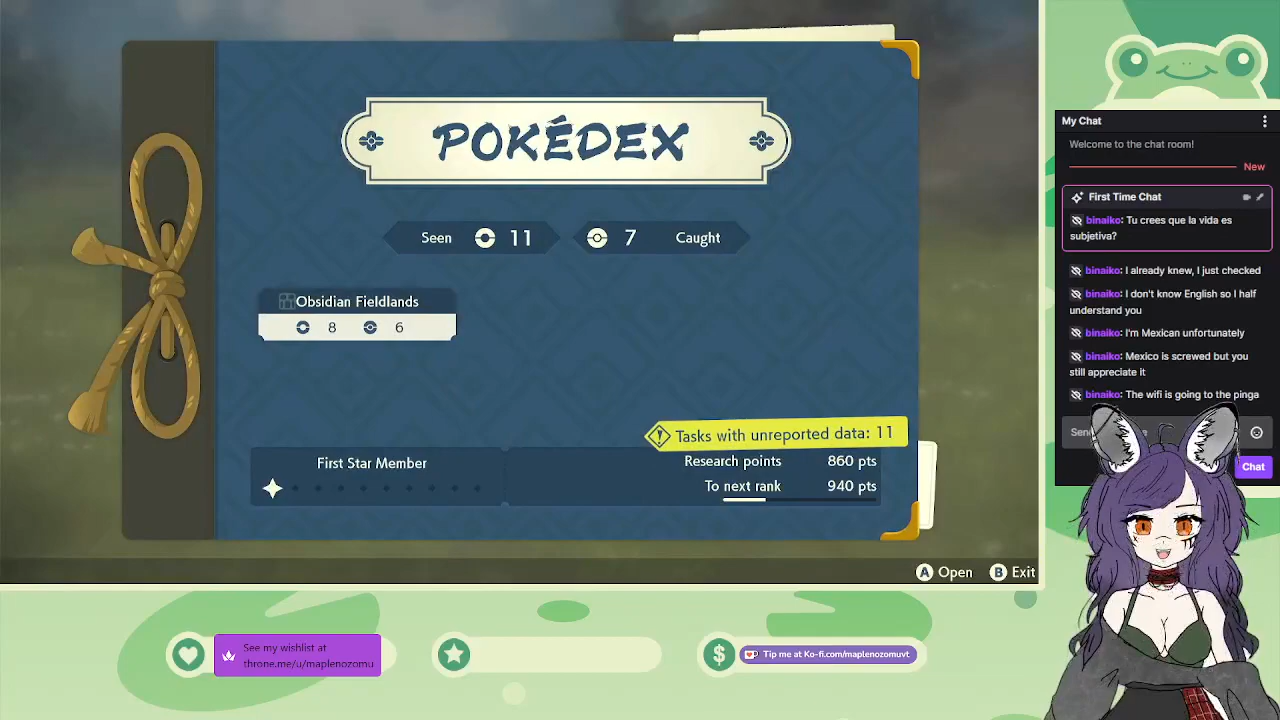 POKÉDEX
Seen 11
7 Caught
Obsidian Fieldlands
8 6
Tasks with unreported data: 11
First Star Member
Research points 860 pts
To next rank 940 pts
A Open B Exit
My Chat
Welcome to the chat room!
New
First Time Chat
binaiko: Tu crees que la vida es
subjetiva?
binaiko: I already knew, I just checked
binaiko: I don't know English so I half
understand you
binaiko: I'm Mexican unfortunately
binaiko: Mexico is screwed but you
still appreciate it
binaiko: The wifi is going to the pinga
Chat
See my wishlist at
throne.me/u/maplenozomu
$
Tip me at Ko-fi.com/maplenozomuvt